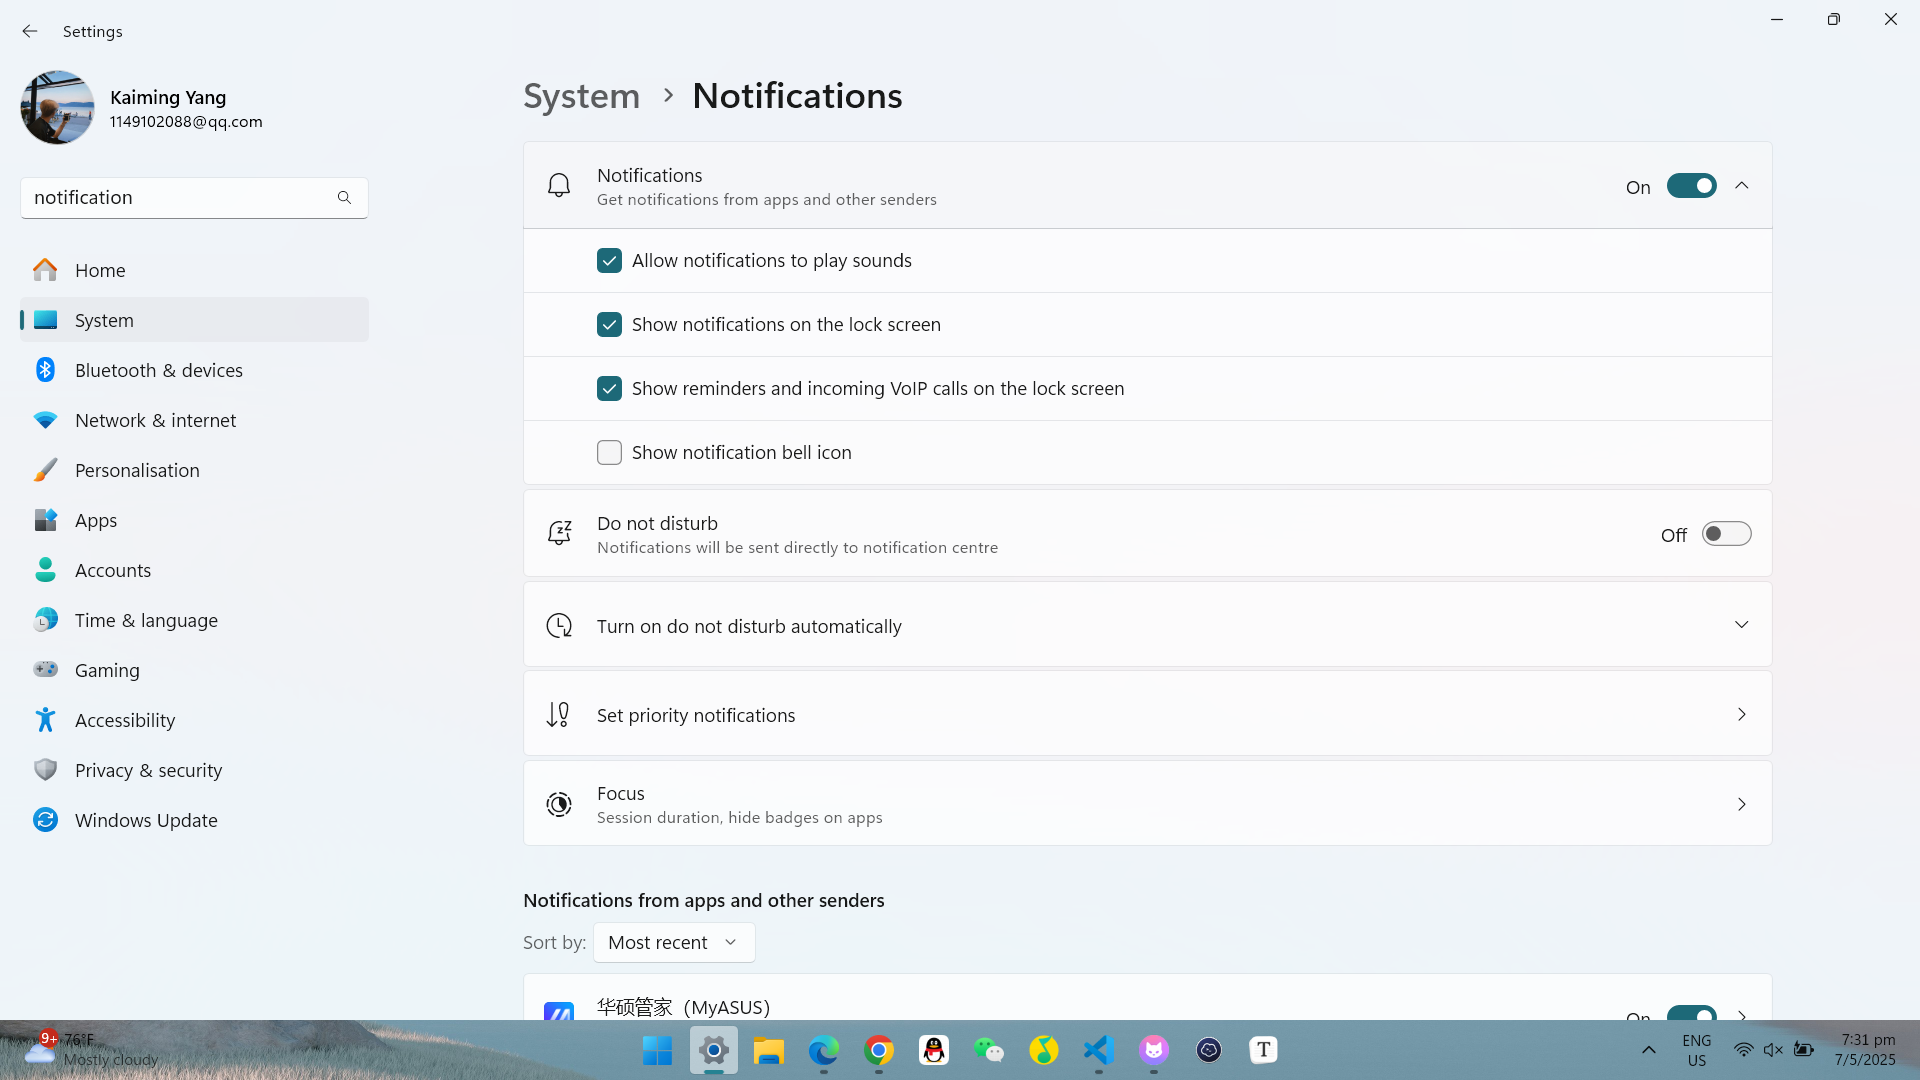 Settings
Kaiming Yang
1149102088@qq.com
notification
Home
System
Bluetooth & devices
Network & internet
Personalisation
Apps
Accounts
Time & language
Gaming
Accessibility
Privacy & security
Windows Update
System > Notifications
Notifications
Get notifications from apps and other senders
On
Allow notifications to play sounds
Show notifications on the lock screen
Show reminders and incoming VoIP calls on the lock screen
Show notification bell icon
Do not disturb
Notifications will be sent directly to notification centre
Off
Turn on do not disturb automatically
Set priority notifications
Focus
Session duration, hide badges on apps
Notifications from apps and other senders
Sort by: Most recent
华硕管家（MyASUS）
On
9+
76°F
Mostly cloudy
T
ENG
US
7:31 pm
7/5/2025